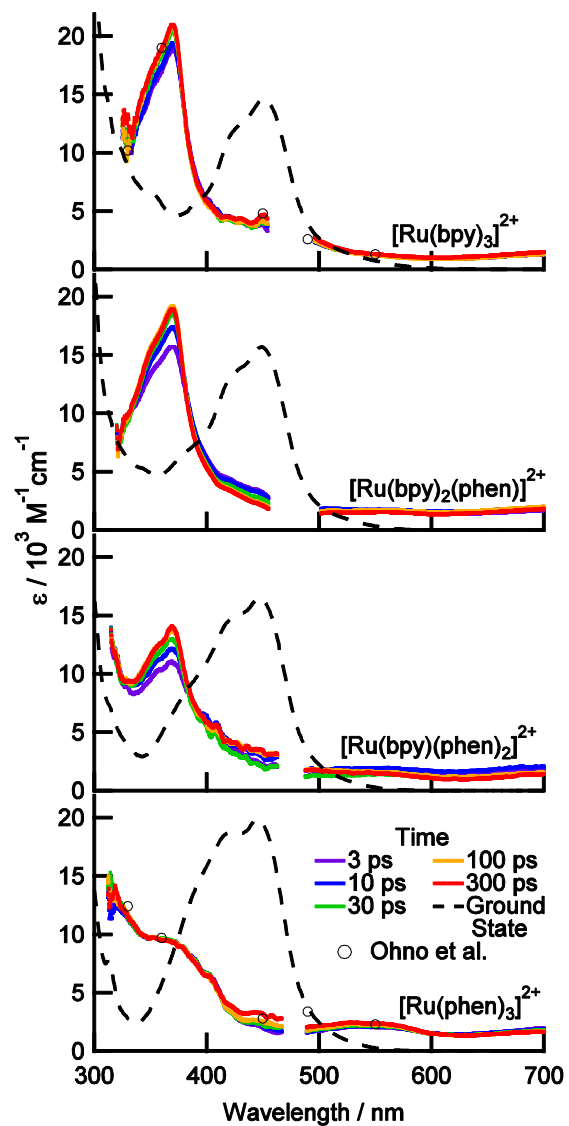 20
15
10
5
0
[Ru(bpy)3]2+
20
15
10
5
0
[Ru(bpy)2(phen)]2+
ε / 10³ M⁻¹cm⁻¹
20
15
10
5
0
[Ru(bpy)(phen)2]2+
20
15
10
5
0
Time
3 ps
100 ps
10 ps
300 ps
30 ps
Ground
State
Ohno et al.
[Ru(phen)3]2+
300 400 500 600 700
Wavelength / nm